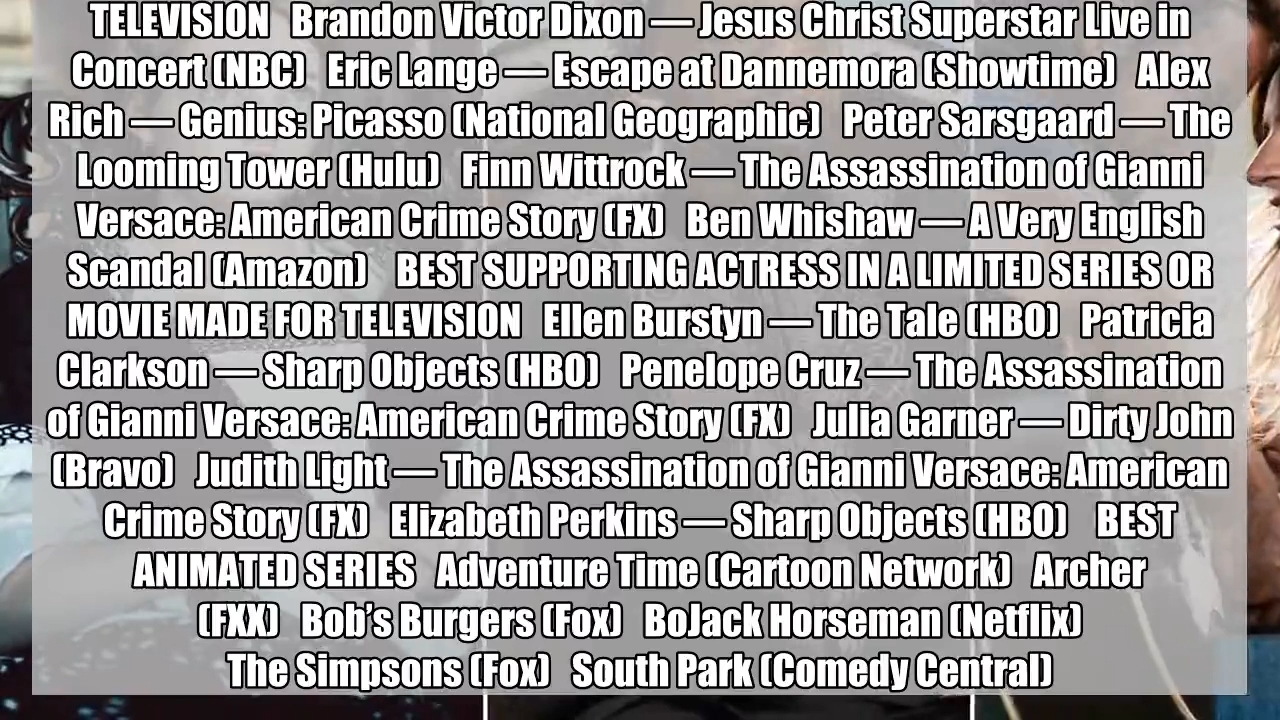 TELEVISION Brandon Victor Dixon — Jesus Christ Superstar Live in
Concert (NBC) Eric Lange — Escape at Dannemora (Showtime) Alex
Rich — Genius: Picasso (National Geographic) Peter Sarsgaard — The
Looming Tower (Hulu) Finn Wittrock — The Assassination of Gianni
Versace: American Crime Story (FX) Ben Whishaw — A Very English
Scandal (Amazon) BEST SUPPORTING ACTRESS IN A LIMITED SERIES OR
MOVIE MADE FOR TELEVISION Ellen Burstyn — The Tale (HBO) Patricia
Clarkson — Sharp Objects (HBO) Penelope Cruz — The Assassination
of Gianni Versace: American Crime Story (FX) Julia Garner — Dirty John
(Bravo) Judith Light — The Assassination of Gianni Versace: American
Crime Story (FX) Elizabeth Perkins — Sharp Objects (HBO) BEST
ANIMATED SERIES Adventure Time (Cartoon Network) Archer
(FXX) Bob’s Burgers (Fox) BoJack Horseman (Netflix)
The Simpsons (Fox) South Park (Comedy Central)